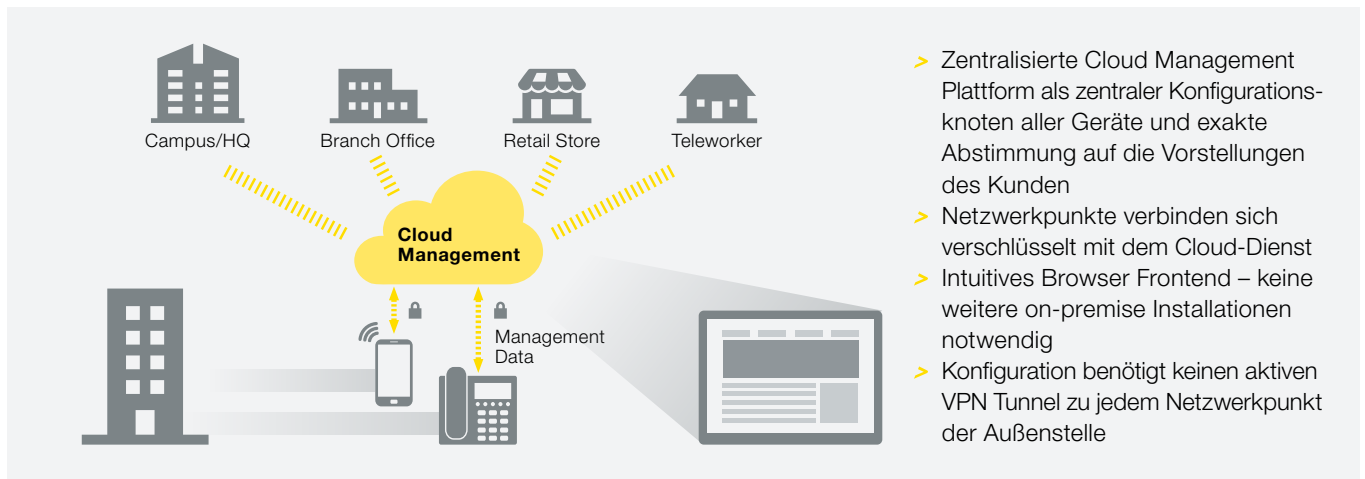 Campus/HQ
Branch Office
Retail Store
Teleworker
Cloud
Management
Management
Data
> Zentralisierte Cloud Management
Plattform als zentraler Konfigurations-
knoten aller Geräte und exakte
Abstimmung auf die Vorstellungen
des Kunden
> Netzwerkpunkte verbinden sich
verschlüsselt mit dem Cloud-Dienst
> Intuitives Browser Frontend – keine
weitere on-premise Installationen
notwendig
> Konfiguration benötigt keinen aktiven
VPN Tunnel zu jedem Netzwerkpunkt
der Außenstelle